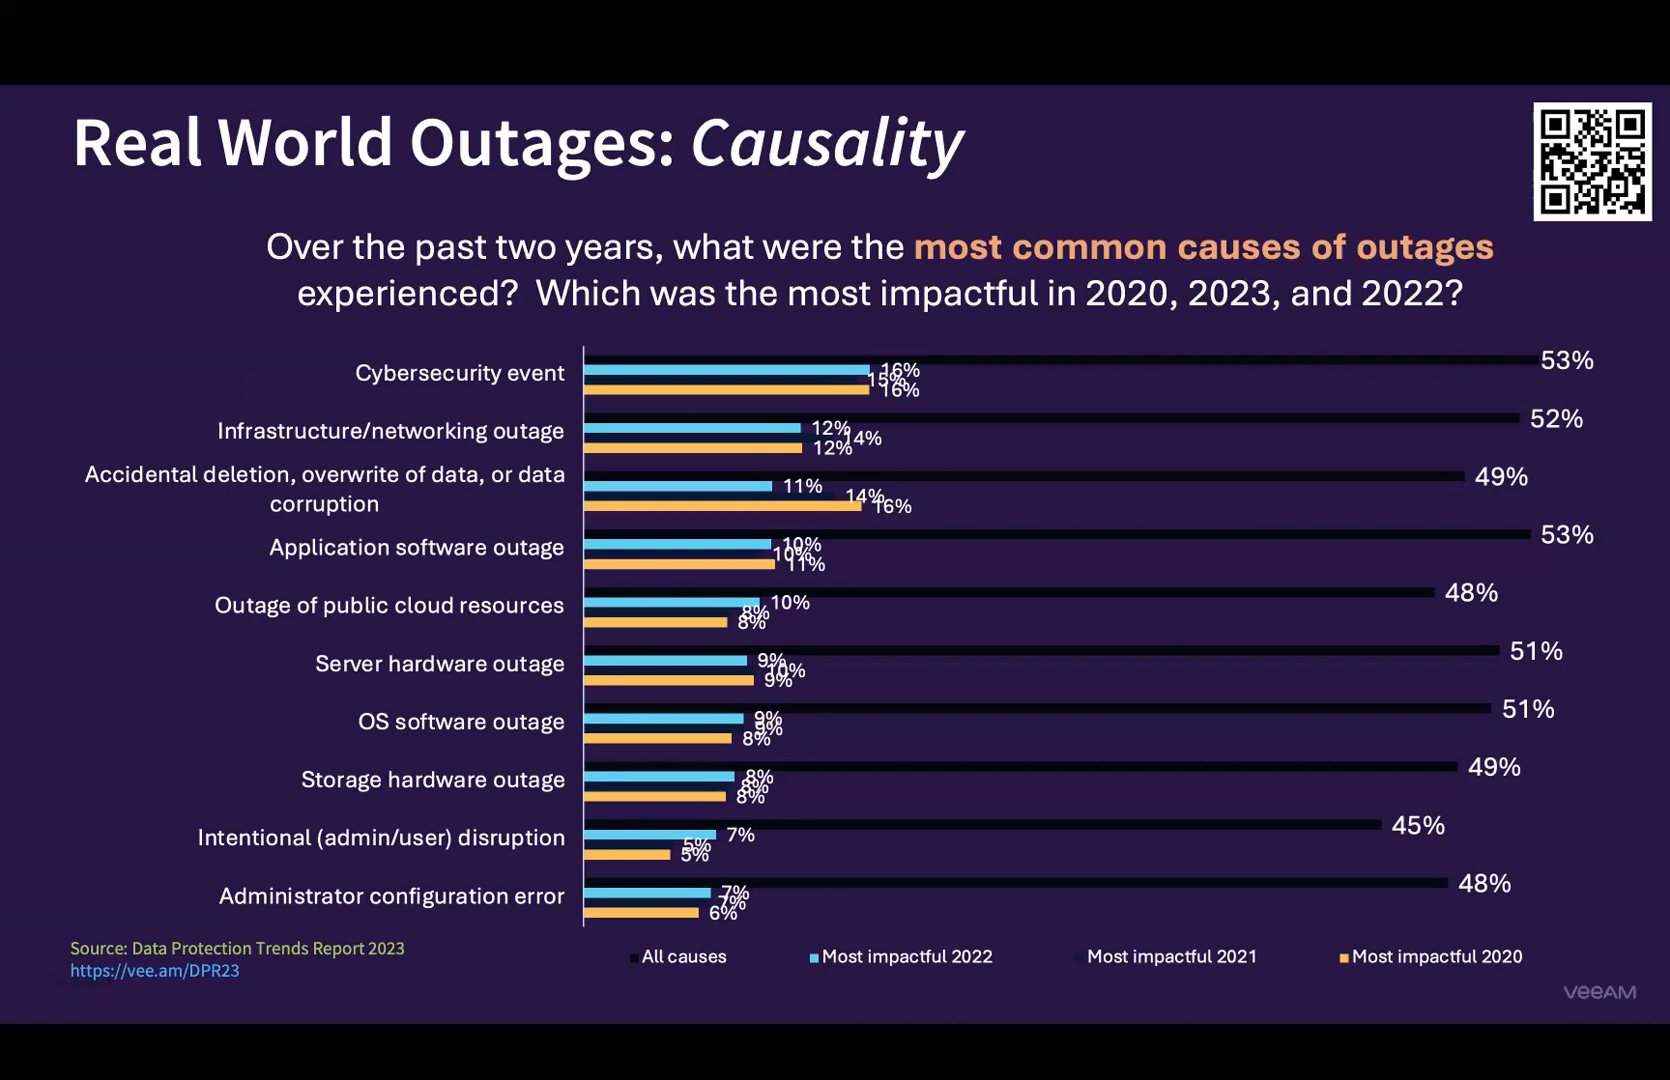 Real World Outages: Causality
Over the past two years, what were the most common causes of outages
experienced? Which was the most impactful in 2020, 2023, and 2022?
Cybersecurity event
53%
16%
15%
16%
Infrastructure/networking outage
52%
12%
14%
12%
Accidental deletion, overwrite of data, or data
corruption
49%
11%
14%
16%
Application software outage
53%
10%
10%
11%
Outage of public cloud resources
48%
10%
8%
8%
Server hardware outage
51%
9%
10%
9%
OS software outage
51%
9%
9%
8%
Storage hardware outage
49%
8%
8%
8%
Intentional (admin/user) disruption
45%
7%
5%
5%
Administrator configuration error
48%
7%
7%
6%
All causes
Most impactful 2022
Most impactful 2021
Most impactful 2020
Source: Data Protection Trends Report 2023
https://vee.am/DPR23
veeAM